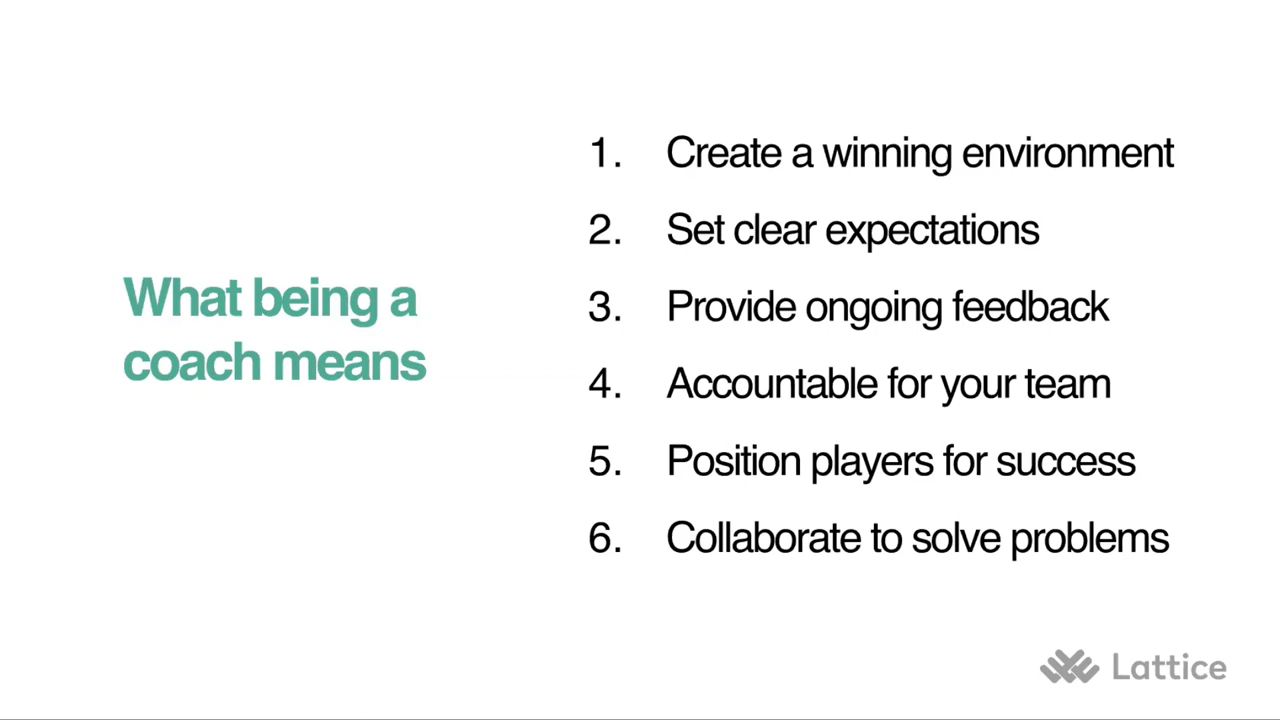 What being a
coach means
1. Create a winning environment
2. Set clear expectations
3. Provide ongoing feedback
4. Accountable for your team
5. Position players for success
6. Collaborate to solve problems
Lattice